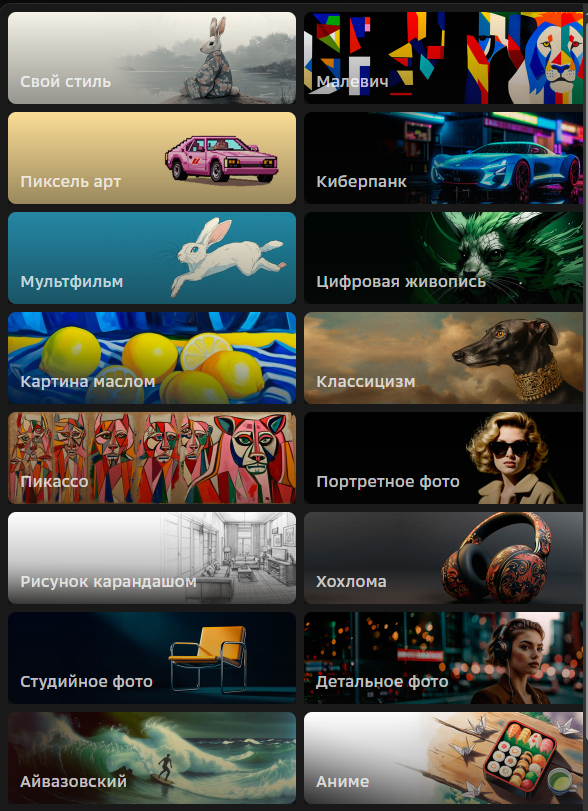 Свой стиль
Малевич
Пиксель арт
Киберпанк
Мультфильм
Цифровая живопись
Картина маслом
Классицизм
Пикассо
Портретное фото
Рисунок карандашом
Хохлома
Студийное фото
Детальное фото
Айвазовский
Аниме